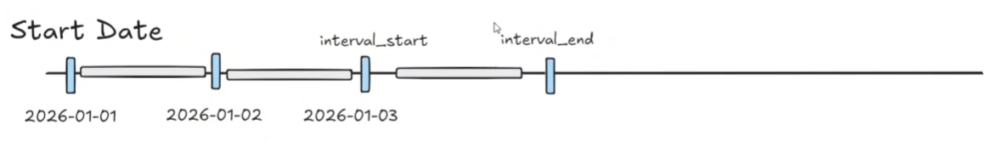 Start Date
interval_start
interval_end
2026-01-01
2026-01-02
2026-01-03